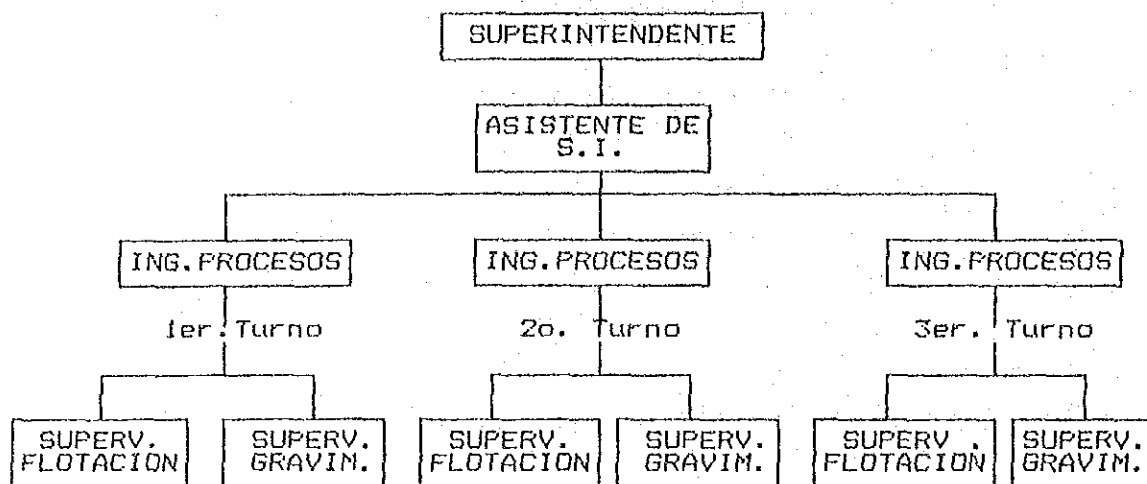 SUPERINTENDENTE
ASISTENTE DE
S.I.
ING.PROCESOS
ING.PROCESOS
ING.PROCESOS
1er. Turno
2o. Turno
3er. Turno
SUPERV.
FLOTACION
SUPERV.
GRAVIM.
SUPERV.
FLOTACION
SUPERV.
GRAVIM.
SUPERV .
FLOTACION
SUPERV.
GRAVIM.